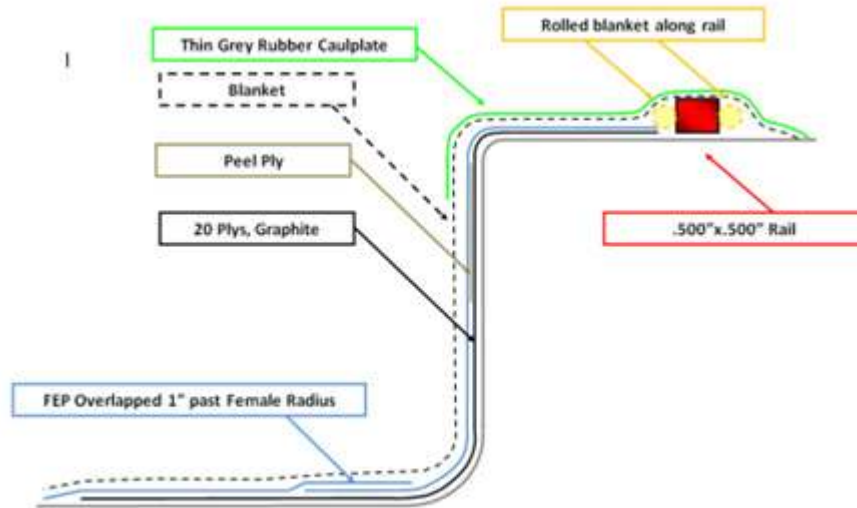 Thin Grey Rubber Caulplate
Rolled blanket along rail
Blanket
Peel Ply
20 Plys, Graphite
.500"x.500" Rail
FEP Overlapped 1" past Female Radius